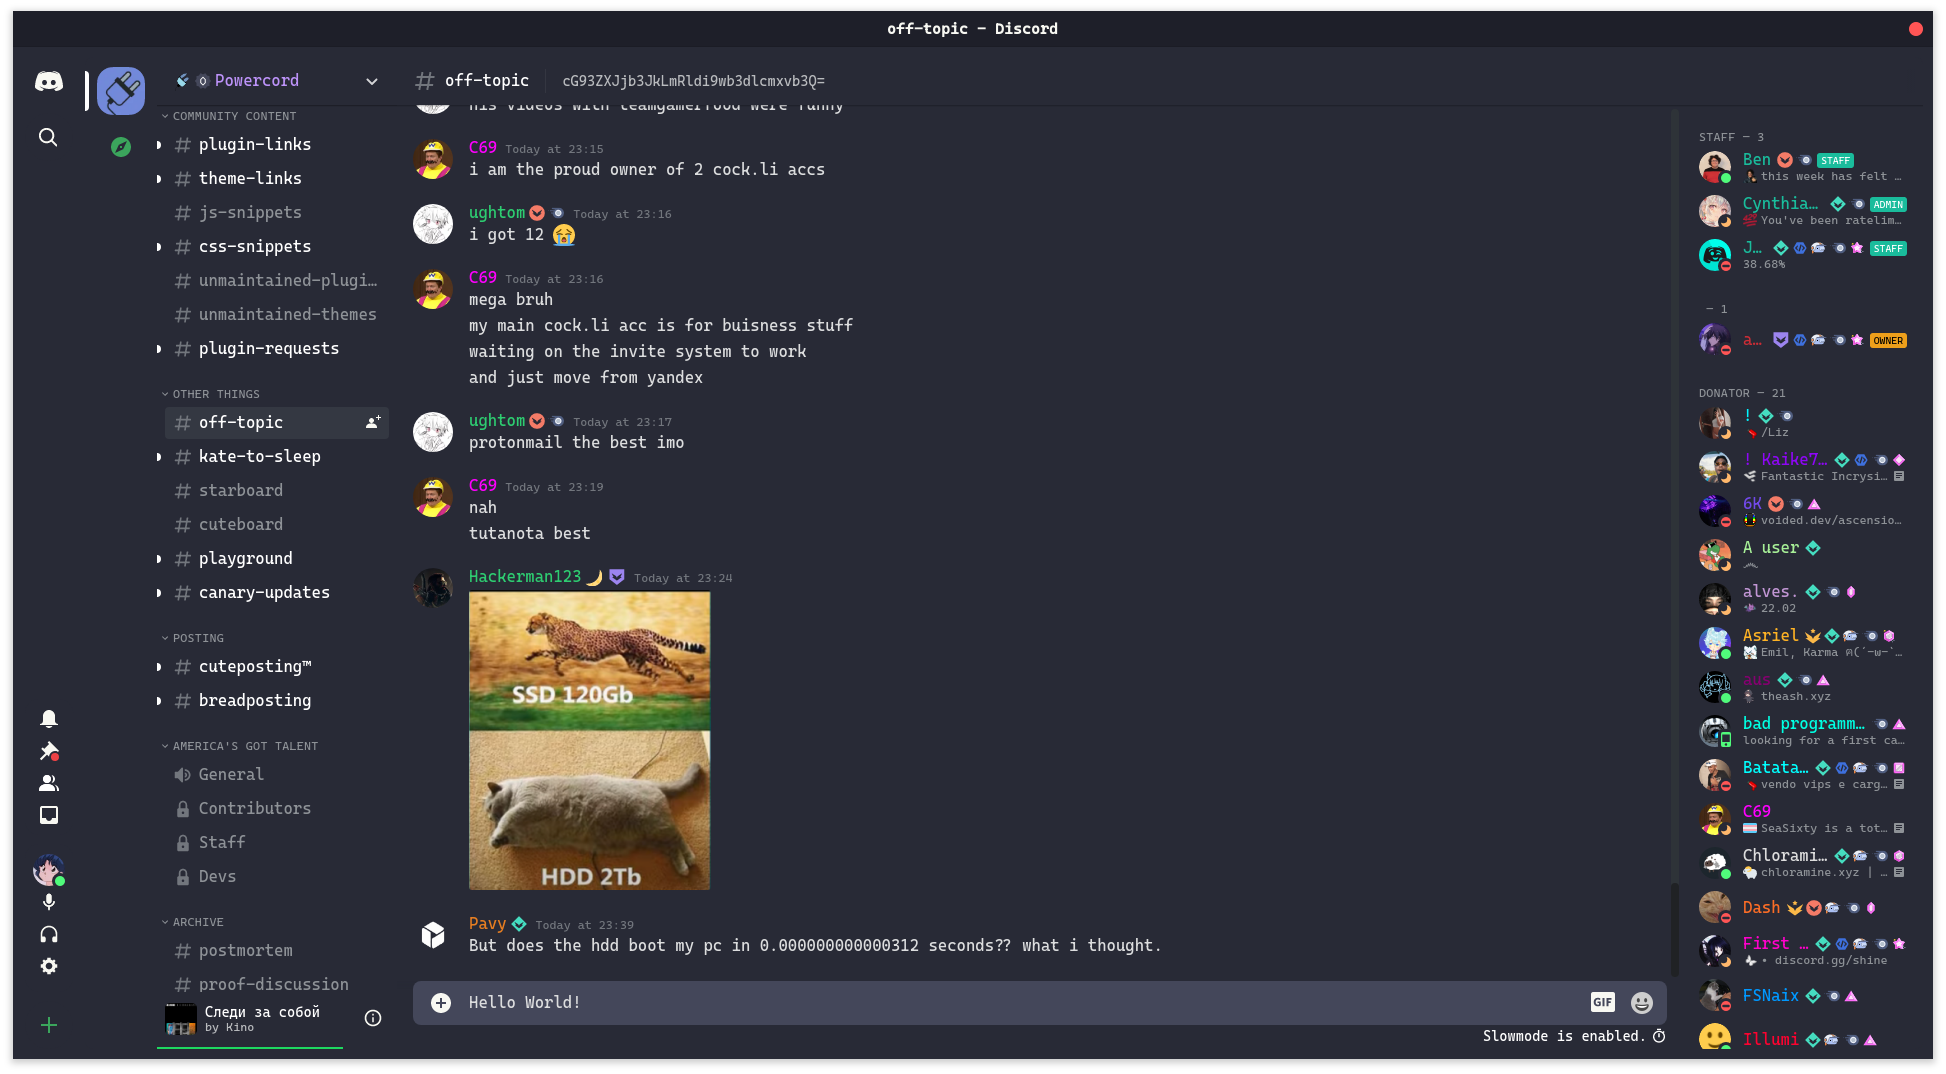 off-topic - Discord
Powercord
# off-topic
cG93ZXJjb3JkLmRldi9wb3dlcmxvb3Q=
COMMUNITY CONTENT
# plugin-links
# theme-links
# js-snippets
# css-snippets
# unmaintained-plugi…
# unmaintained-themes
# plugin-requests
OTHER THINGS
# off-topic
# kate-to-sleep
# starboard
# cuteboard
# playground
# canary-updates
POSTING
# cuteposting™
# breadposting
AMERICA'S GOT TALENT
General
Contributors
Staff
Devs
ARCHIVE
# postmortem
# proof-discussion
Следи за собой
by Kino
his videos with teamgamerfood were funny
C69 Today at 23:15
i am the proud owner of 2 cock.li accs
ughtom Today at 23:16
i got 12 😭
C69 Today at 23:16
mega bruh
my main cock.li acc is for buisness stuff
waiting on the invite system to work
and just move from yandex
ughtom Today at 23:17
protonmail the best imo
C69 Today at 23:19
nah
tutanota best
Hackerman123 🌙 Today at 23:24
SSD 120Gb
HDD 2Tb
Pavy Today at 23:39
But does the hdd boot my pc in 0.000000000000312 seconds?? what i thought.
Hello World!
GIF
Slowmode is enabled.
STAFF — 3
Ben STAFF
this week has felt …
Cynthia… ADMIN
You've been ratelim…
J… STAFF
38.68%
— 1
a… OWNER
DONATOR — 21
!
/Liz
! Kaike7…
Fantastic Incrysi…
6K
voided.dev/ascensio…
A user
alves.
22.02
Asriel
Emil, Karma ฅ(´-ω-`…
aus
theash.xyz
bad programm…
looking for a first ca…
Batata…
vendo vips e carg…
C69
SeaSixty is a tot…
Chlorami…
chloramine.xyz | …
Dash
First …
• discord.gg/shine
FSNaix
Illumi